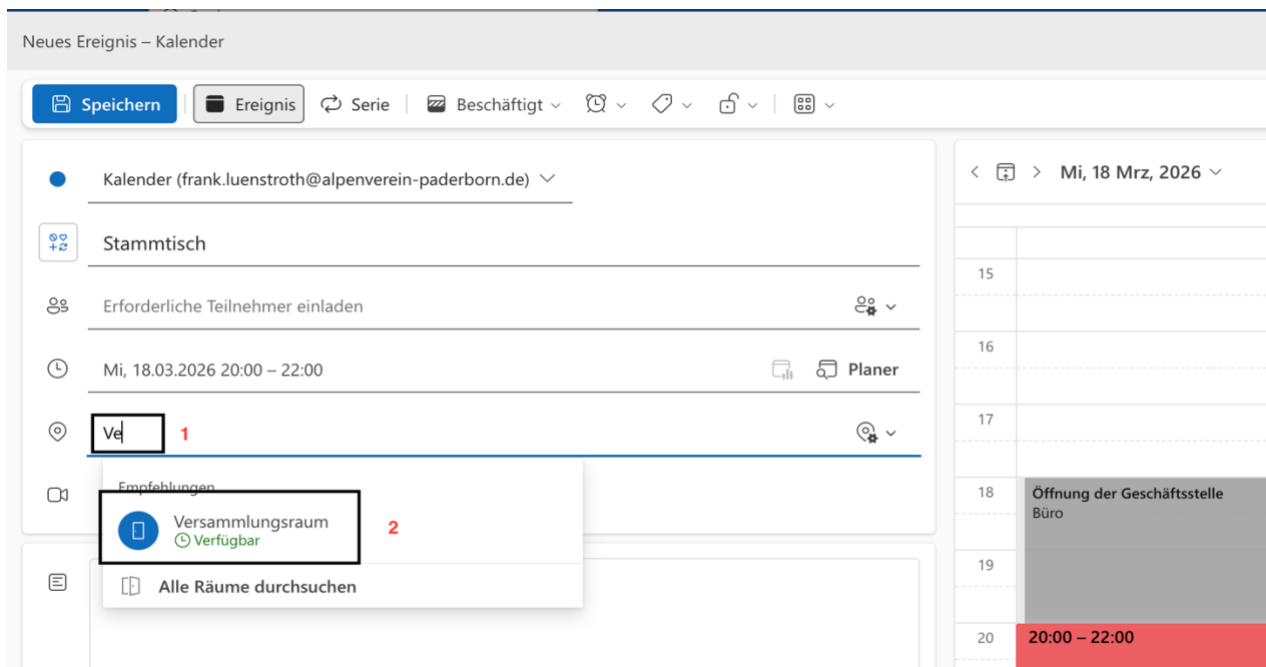 Neues Ereignis – Kalender
Speichern Ereignis Serie Beschäftigt
Kalender (frank.luenstroth@alpenverein-paderborn.de)
Mi, 18 Mrz, 2026
Stammtisch
Erforderliche Teilnehmer einladen
Mi, 18.03.2026 20:00 – 22:00 Planer
Ve 1
Empfehlungen
Versammlungsraum 2
Verfügbar
Alle Räume durchsuchen
15
16
17
18 Öffnung der Geschäftsstelle
Büro
19
20 20:00 – 22:00